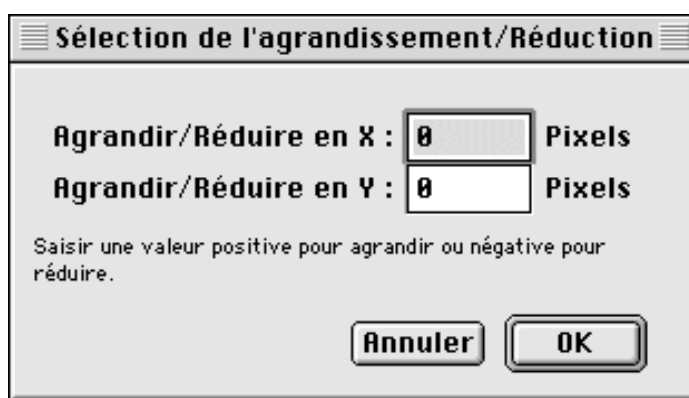 Sélection de l'agrandissement/Réduction
Agrandir/Réduire en X : 0 Pixels
Agrandir/Réduire en Y : 0 Pixels
Saisir une valeur positive pour agrandir ou négative pour
réduire.
Annuler OK